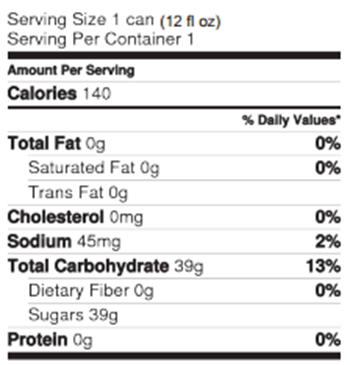 Serving Size 1 can (12 fl oz)
Serving Per Container 1
Amount Per Serving
Calories 140
% Daily Values*
Total Fat 0g 0%
Saturated Fat 0g 0%
Trans Fat 0g
Cholesterol 0mg 0%
Sodium 45mg 2%
Total Carbohydrate 39g 13%
Dietary Fiber 0g 0%
Sugars 39g
Protein 0g 0%